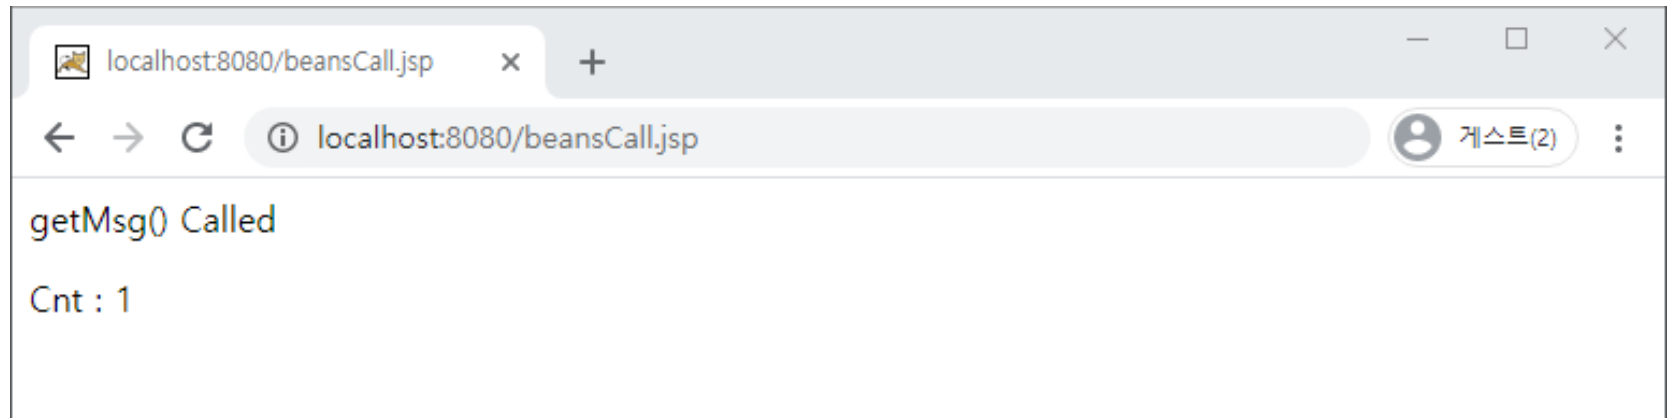 localhost:8080/beansCall.jsp
localhost:8080/beansCall.jsp
게스트(2)
getMsg() Called
Cnt : 1